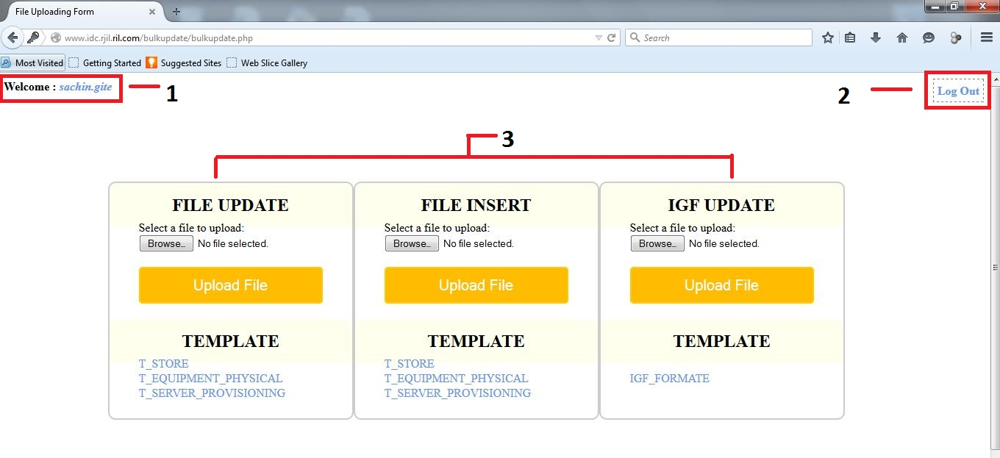 File Uploading Form
www.idc.rjil.ril.com/bulkupdate/bulkupdate.php
Search
Most Visited Getting Started Suggested Sites Web Slice Gallery
Welcome : sachin.gite
1
2
Log Out
3
FILE UPDATE
Select a file to upload:
Browse... No file selected.
Upload File
TEMPLATE
T_STORE
T_EQUIPMENT_PHYSICAL
T_SERVER_PROVISIONING
FILE INSERT
Select a file to upload:
Browse... No file selected.
Upload File
TEMPLATE
T_STORE
T_EQUIPMENT_PHYSICAL
T_SERVER_PROVISIONING
IGF UPDATE
Select a file to upload:
Browse... No file selected.
Upload File
TEMPLATE
IGF_FORMATE